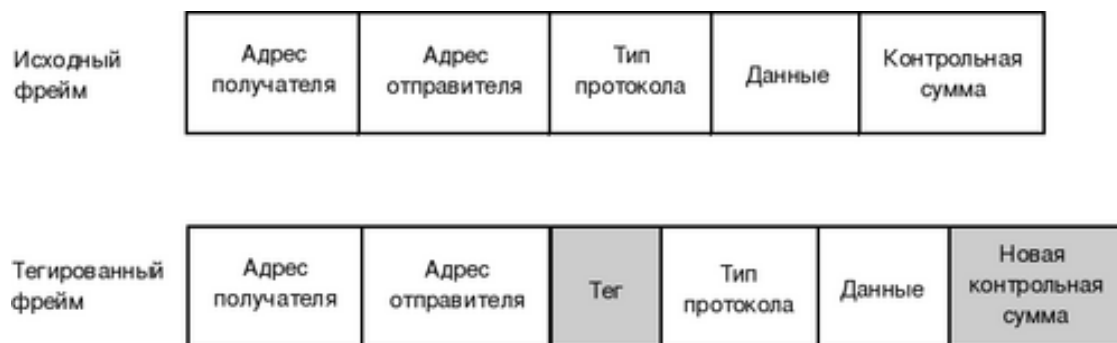 Исходный
фрейм
Адрес
получателя
Адрес
отправителя
Тип
протокола
Данные
Контрольная
сумма
Тегированный
фрейм
Адрес
получателя
Адрес
отправителя
Тег
Тип
протокола
Данные
Новая
контрольная
сумма